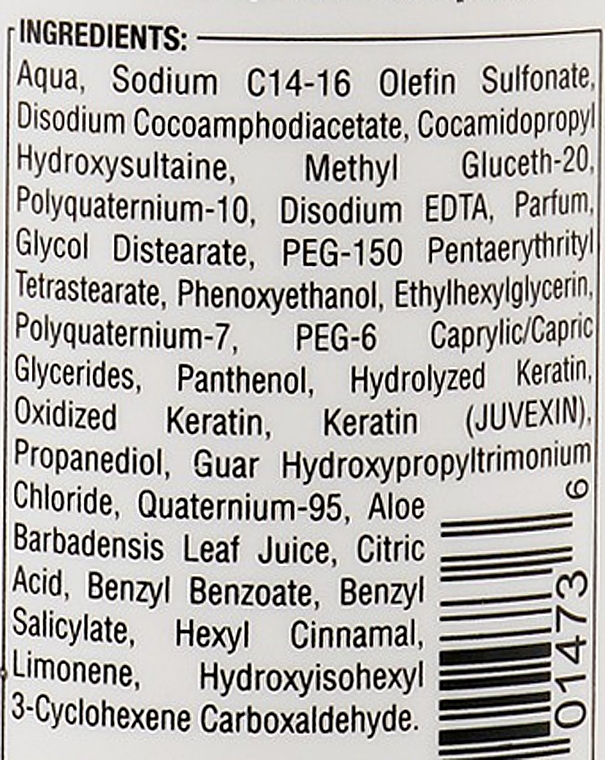 INGREDIENTS:
Aqua, Sodium C14-16 Olefin Sulfonate,
Disodium Cocoamphodiacetate, Cocamidopropyl
Hydroxysultaine, Methyl Gluceth-20,
Polyquaternium-10, Disodium EDTA, Parfum,
Glycol Distearate, PEG-150 Pentaerythrityl
Tetrastearate, Phenoxyethanol, Ethylhexylglycerin,
Polyquaternium-7, PEG-6 Caprylic/Capric
Glycerides, Panthenol, Hydrolyzed Keratin,
Oxidized Keratin, Keratin (JUVEXIN),
Propanediol, Guar Hydroxypropyltrimonium
Chloride, Quaternium-95, Aloe
Barbadensis Leaf Juice, Citric
Acid, Benzyl Benzoate, Benzyl
Salicylate, Hexyl Cinnamal,
Limonene, Hydroxyisohexyl
3-Cyclohexene Carboxaldehyde.
01473
6